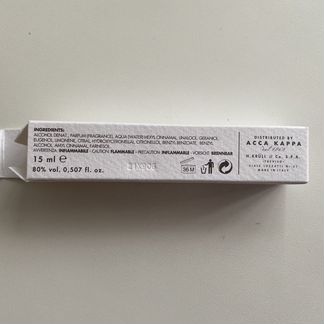 INGREDIENTS:
ALCOHOL DENAT., PARFUM (FRAGRANCE), AQUA (WATER) HEXYL CINNAMAL, LINALOOL, GERANIOL
EUGENOL, LIMONENE, CITRAL, HYDROXYCITRONELLAL, CITRONELLOL, BENZYL BENZOATE, BENZYL
ALCOHOL, AMYL CINNAMAL, FARNESOL.
AVVERTENZA: INFIAMMABILE - CAUTION: FLAMMABLE - PRECAUTION: INFLAMMABLE - VORSICHT: BRENNBAR
15 ml ℮
80% vol. 0,507 fl. oz.
36 M
DISTRIBUTED BY
ACCA KAPPA
H. KRÜLL & Co. S.P.A.
(TREVISO)
MADE IN ITALY